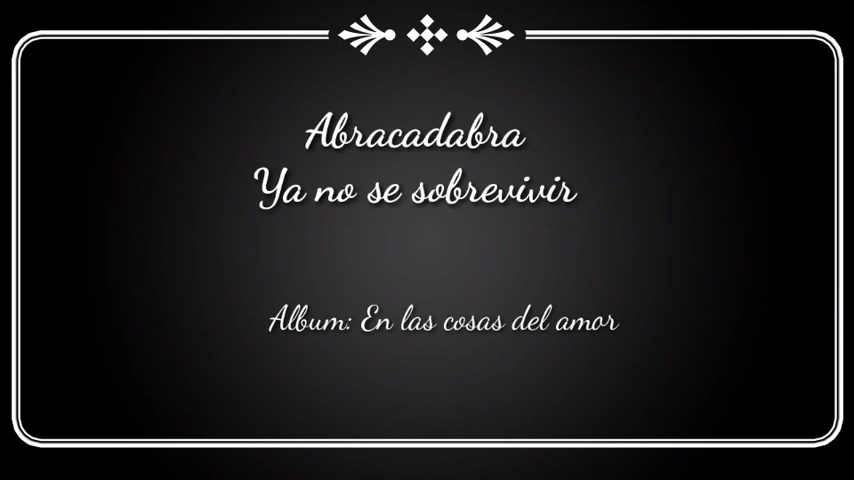 Abracadabra
Ya no se sobrevivir
Album: En las cosas del amor